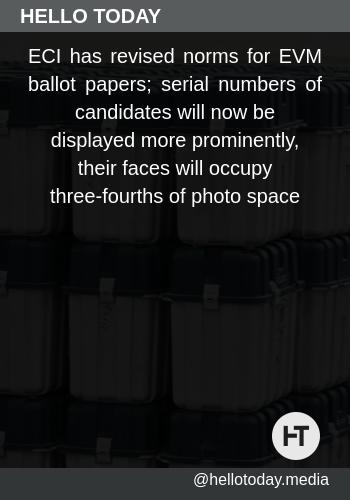 HELLO TODAY
ECI has revised norms for EVM
ballot papers; serial numbers of
candidates will now be
displayed more prominently,
their faces will occupy
three-fourths of photo space
HT
@hellotoday.media